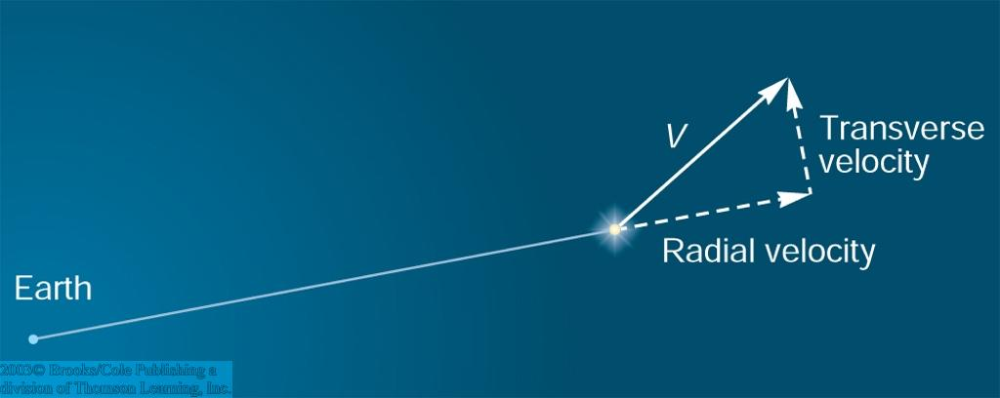 V
Transverse
velocity
Radial velocity
Earth
2003© Brooks/Cole Publishing a
division of Thomson Learning, Inc.